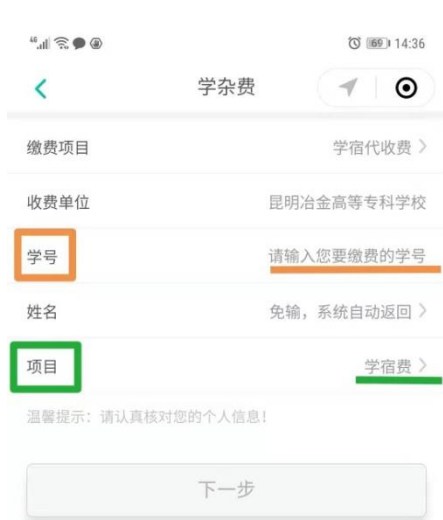 46 69 14:36
学杂费
缴费项目 学宿代收费
收费单位 昆明冶金高等专科学校
学号 请输入您要缴费的学号
姓名 免输，系统自动返回
项目 学宿费
温馨提示：请认真核对您的个人信息！
下一步